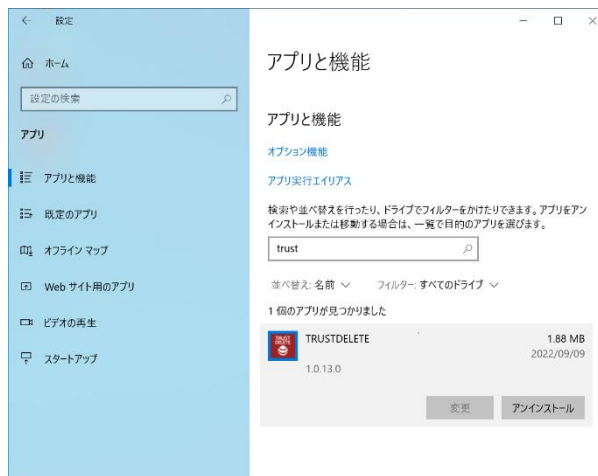 設定
ホーム
設定の検索
アプリ
アプリと機能
既定のアプリ
オフライン マップ
Web サイト用のアプリ
ビデオの再生
スタートアップ
アプリと機能
アプリと機能
オプション機能
アプリ実行エイリアス
検索や並べ替えを行ったり、ドライブでフィルターをかけたりできます。アプリをアン
インストールまたは移動する場合は、一覧で目的のアプリを選びます。
trust
並べ替え: 名前
フィルター: すべてのドライブ
1 個のアプリが見つかりました
TRUST
DELETE
TRUSTDELETE
1.88 MB
2022/09/09
1.0.13.0
変更
アンインストール